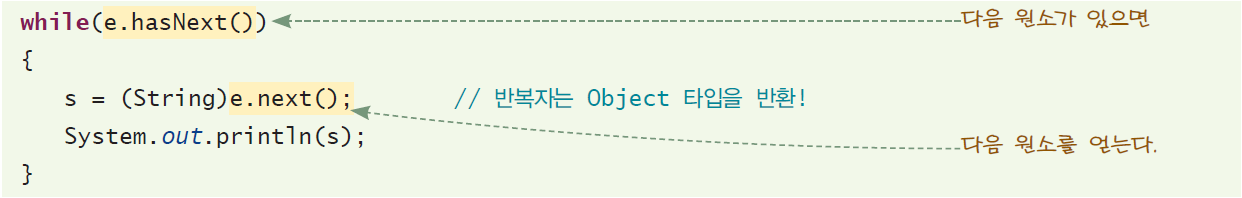 while(e.hasNext()) 다음 원소가 있으면
{
s = (String)e.next(); // 반복자는 Object 타입을 반환!
System.out.println(s);
다음 원소를 얻는다.
}